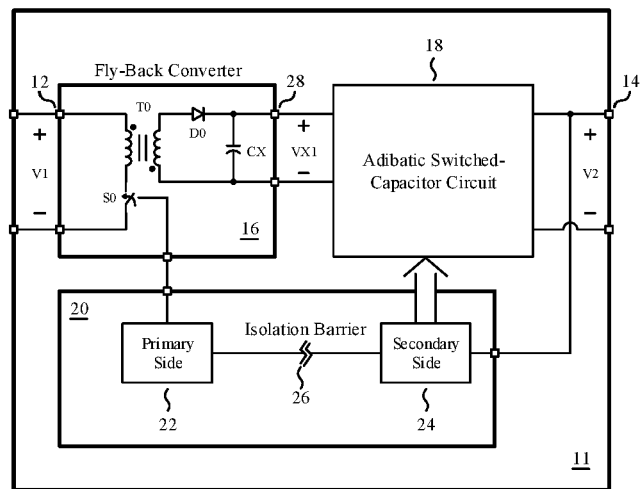 18
Fly-Back Converter
12
28
14
T0
D0
+
V1
–
CX
+
VX1
–
Adibatic Switched-
Capacitor Circuit
+
V2
–
S0
16
20
Isolation Barrier
Primary
Side
Secondary
Side
26
22
24
11